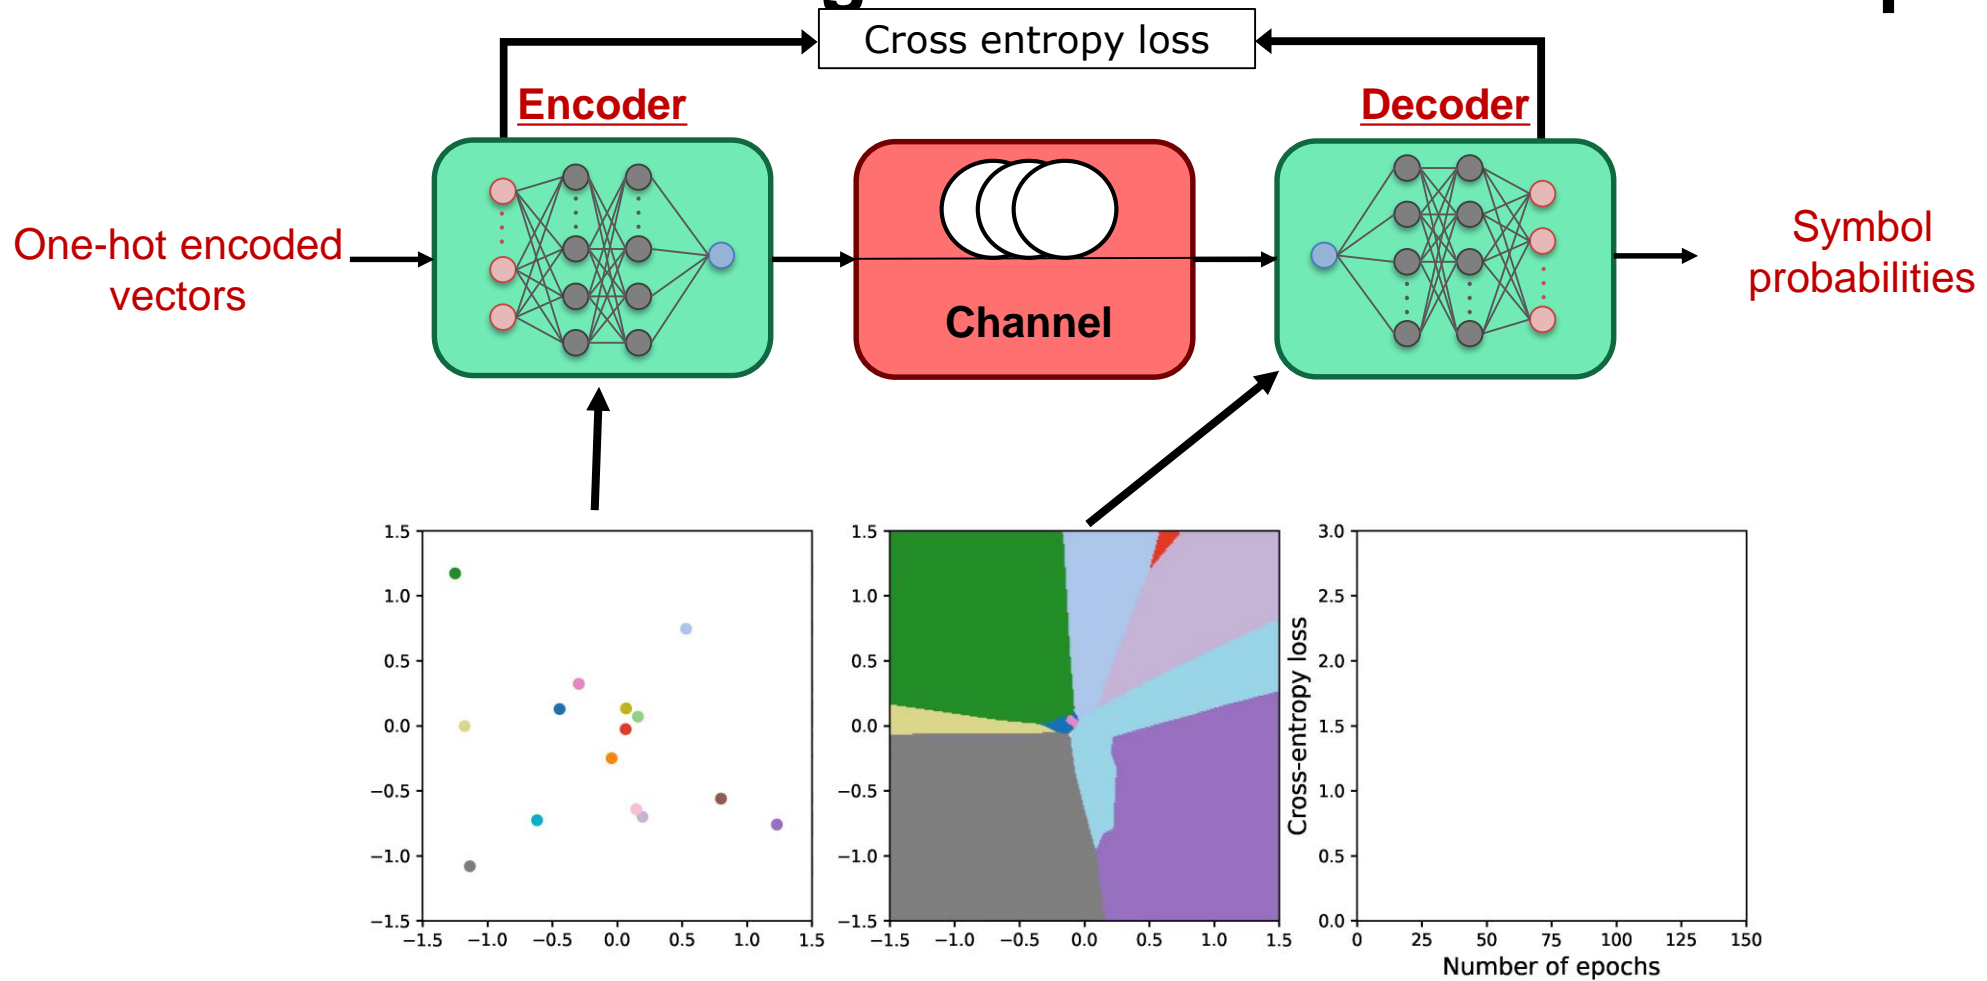 Cross entropy loss
Encoder
Decoder
One-hot encoded
vectors
Channel
Symbol
probabilities
1.5
1.0
0.5
0.0
−0.5
−1.0
−1.5
−1.5 −1.0 −0.5 0.0 0.5 1.0 1.5
1.5
1.0
0.5
0.0
−0.5
−1.0
−1.5
−1.5 −1.0 −0.5 0.0 0.5 1.0 1.5
Cross-entropy loss
3.0
2.5
2.0
1.5
1.0
0.5
0.0
0 25 50 75 100 125 150
Number of epochs